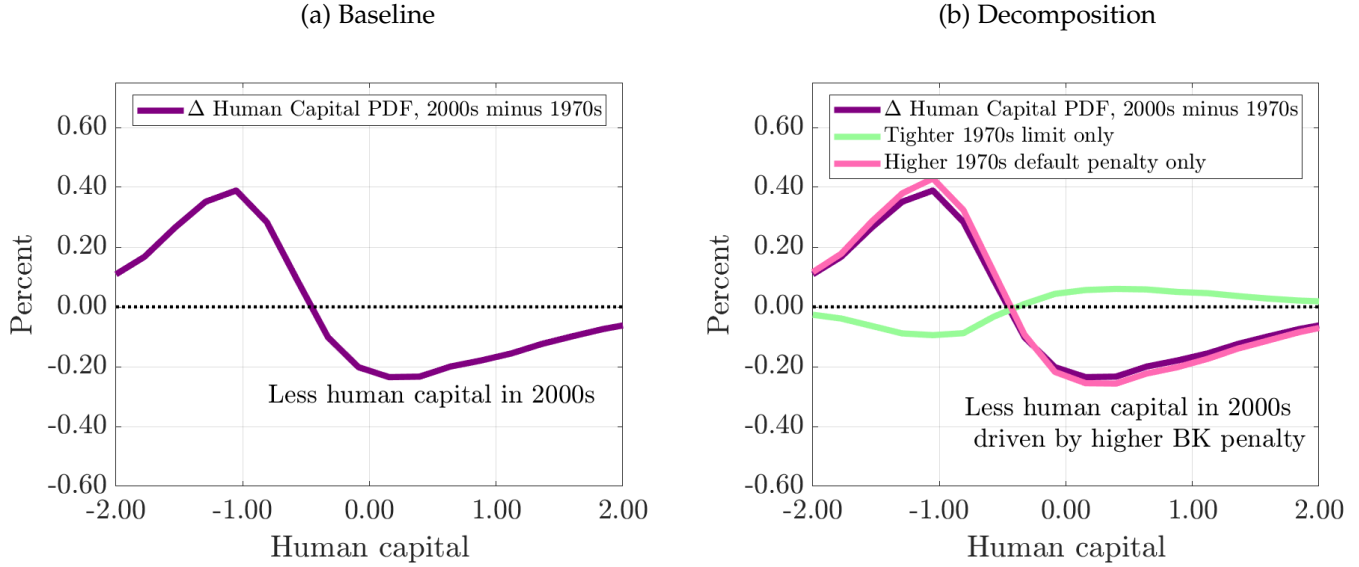 (a) Baseline
Δ Human Capital PDF, 2000s minus 1970s
0.60
0.40
0.20
0.00
-0.20
-0.40
-0.60
Percent
Less human capital in 2000s
-2.00 -1.00 0.00 1.00 2.00
Human capital
(b) Decomposition
Δ Human Capital PDF, 2000s minus 1970s
Tighter 1970s limit only
Higher 1970s default penalty only
0.60
0.40
0.20
0.00
-0.20
-0.40
-0.60
Percent
Less human capital in 2000s
driven by higher BK penalty
-2.00 -1.00 0.00 1.00 2.00
Human capital